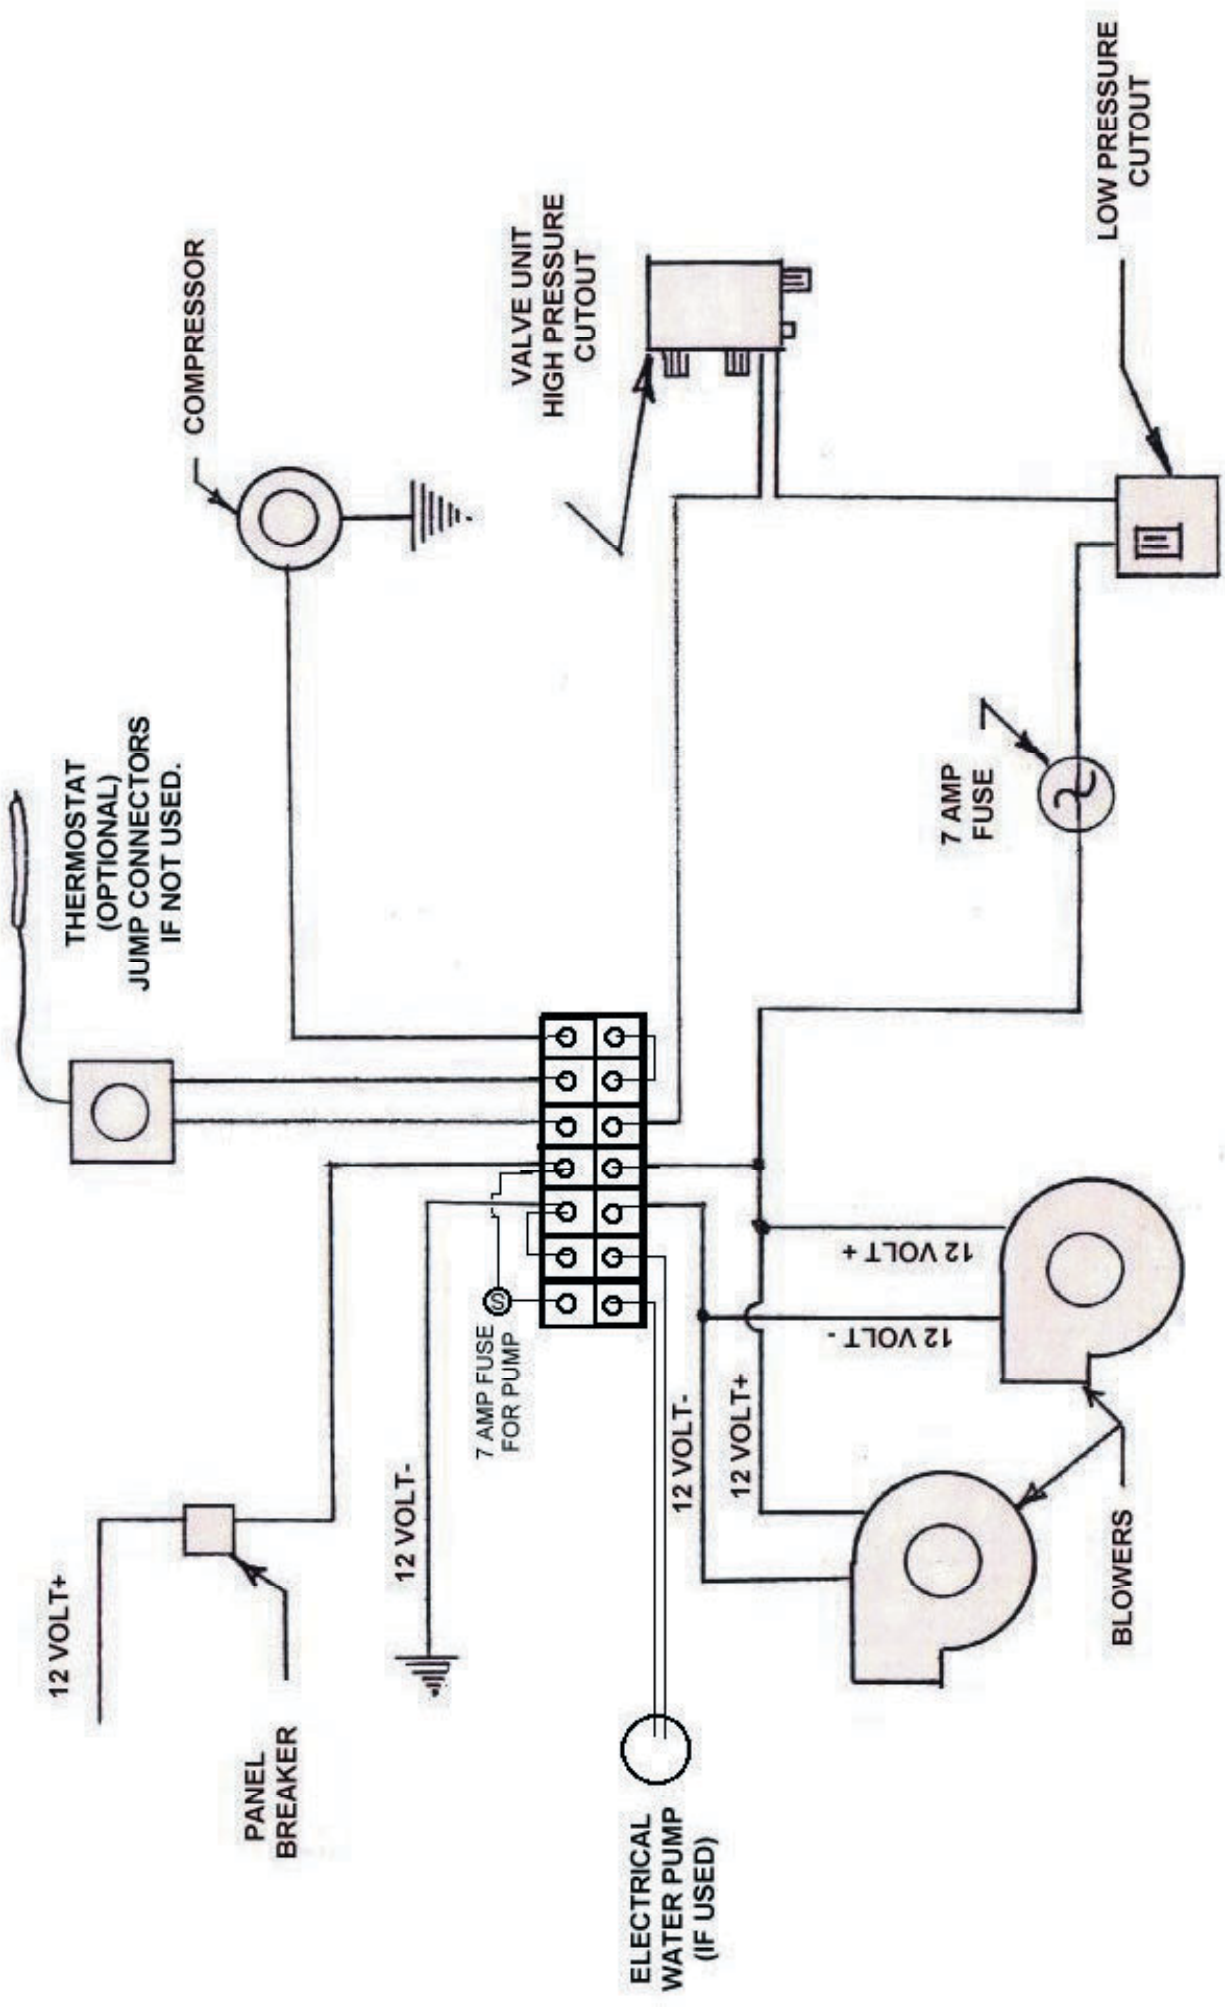 12 VOLT+
PANEL
BREAKER
THERMOSTAT
(OPTIONAL)
JUMP CONNECTORS
IF NOT USED.
COMPRESSOR
12 VOLT-
7 AMP FUSE
FOR PUMP
S
VALVE UNIT
HIGH PRESSURE
CUTOUT
ELECTRICAL
WATER PUMP
(IF USED)
12 VOLT-
12 VOLT+
12 VOLT -
12 VOLT +
7 AMP
FUSE
BLOWERS
LOW PRESSURE
CUTOUT